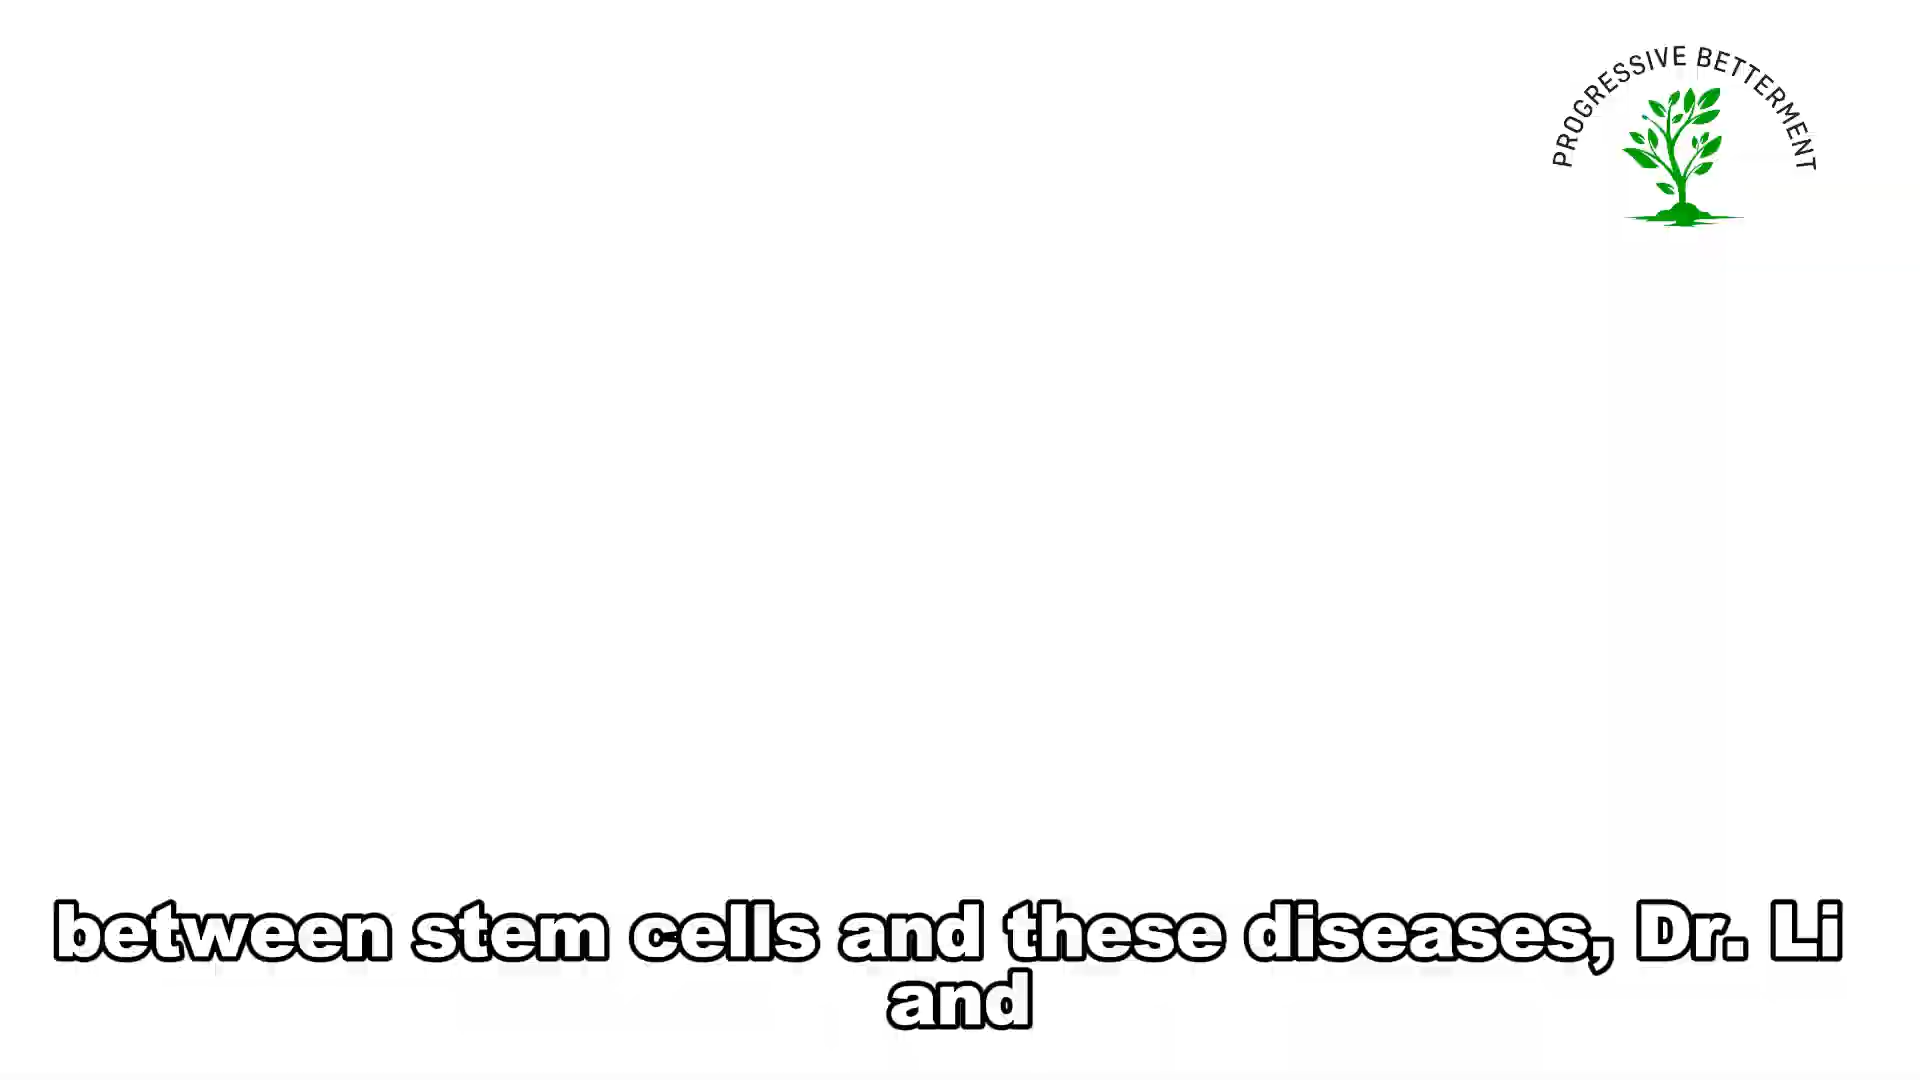 PROGRESSIVE BETTERMENT
between stem cells and these diseases, Dr. Li
and